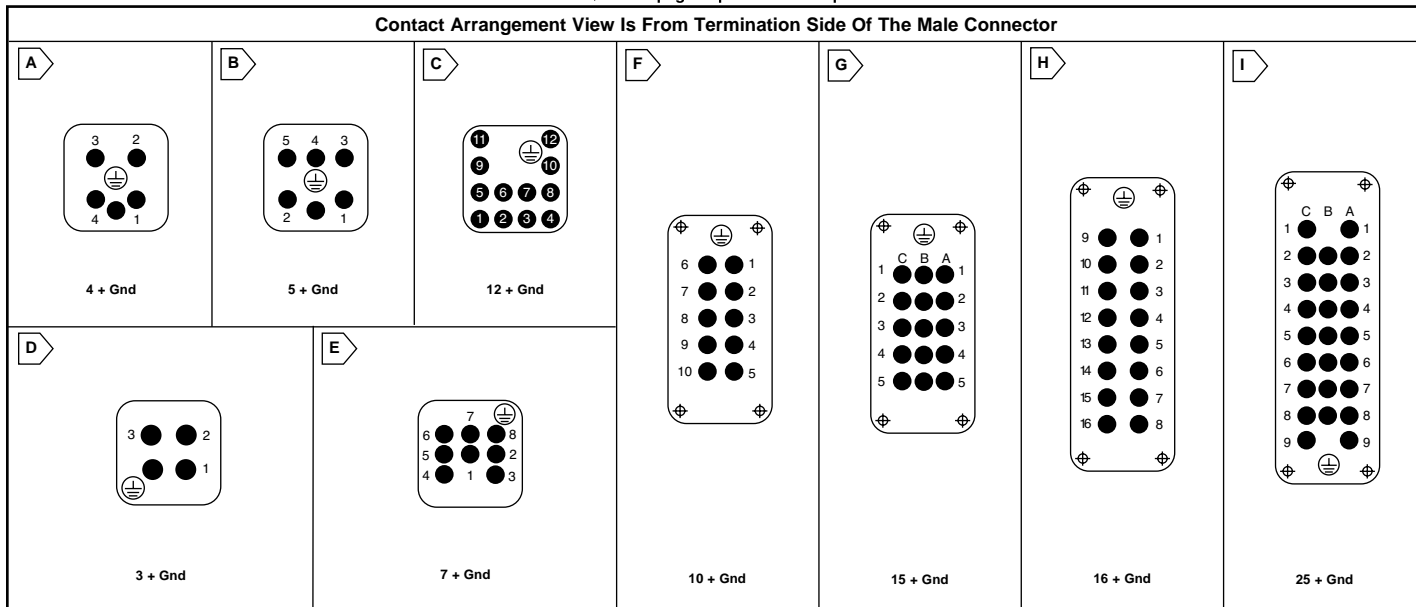 Contact Arrangement View Is From Termination Side Of The Male Connector
A
3 2
4 1
4 + Gnd
B
5 4 3
2 1
5 + Gnd
C
11 12
9 10
5 6 7 8
1 2 3 4
12 + Gnd
D
3 2
1
3 + Gnd
E
7
6 8
5 2
4 1 3
7 + Gnd
F
6 1
7 2
8 3
9 4
10 5
10 + Gnd
G
C B A
1 1
2 2
3 3
4 4
5 5
15 + Gnd
H
9 1
10 2
11 3
12 4
13 5
14 6
15 7
16 8
16 + Gnd
I
C B A
1 1
2 2
3 3
4 4
5 5
6 6
7 7
8 8
9 9
25 + Gnd